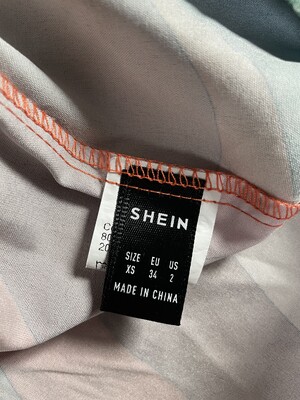 SHEIN
SIZE EU US
XS 34 2
MADE IN CHINA